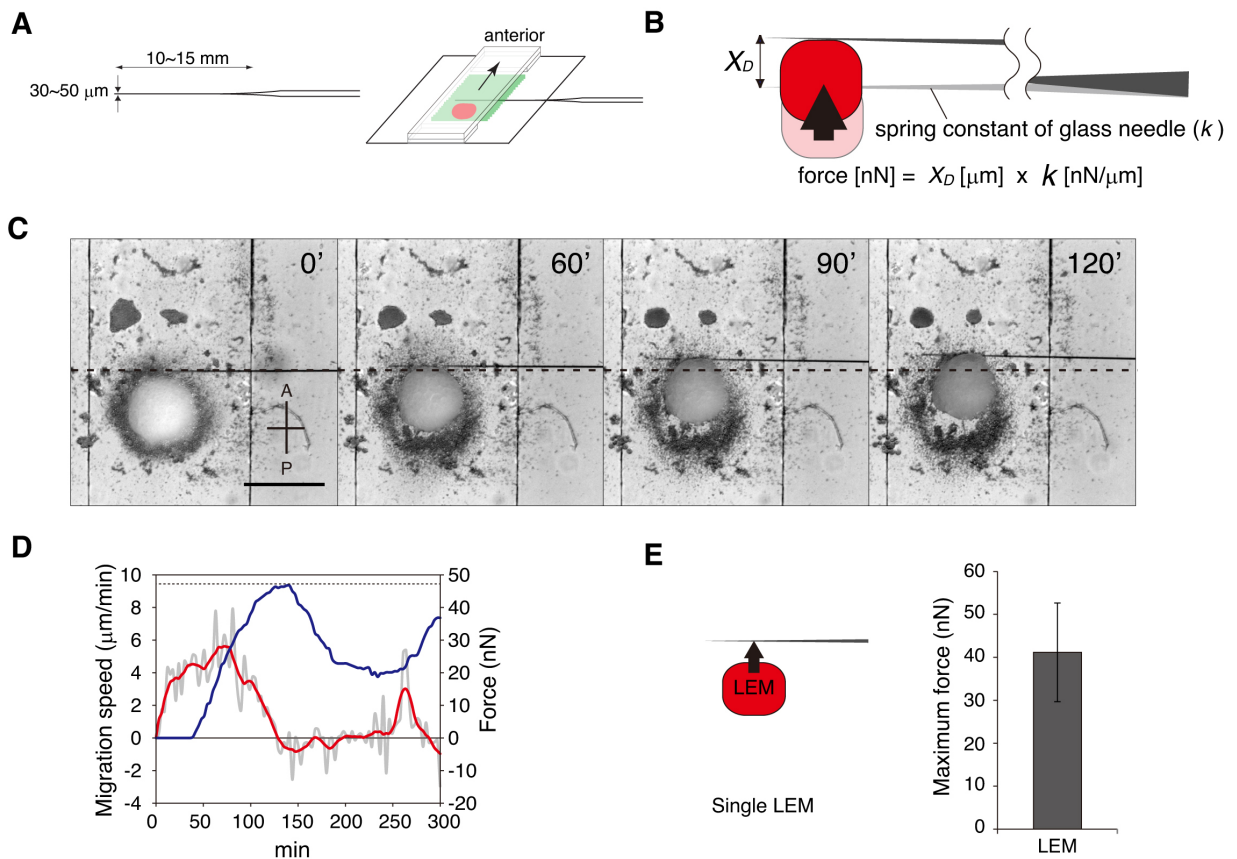 A
10~15 mm
30~50 μm
anterior
B
X_D
spring constant of glass needle (k)
force [nN] = X_D [μm] x k [nN/μm]
C
0’
60’
90’
120’
A
P
D
Migration speed (μm/min)
10
8
6
4
2
0
-2
-4
50
40
30
20
10
0
-10
-20
Force (nN)
0
50
100
150
200
250
300
min
E
LEM
Single LEM
Maximum force (nN)
60
50
40
30
20
10
0
LEM